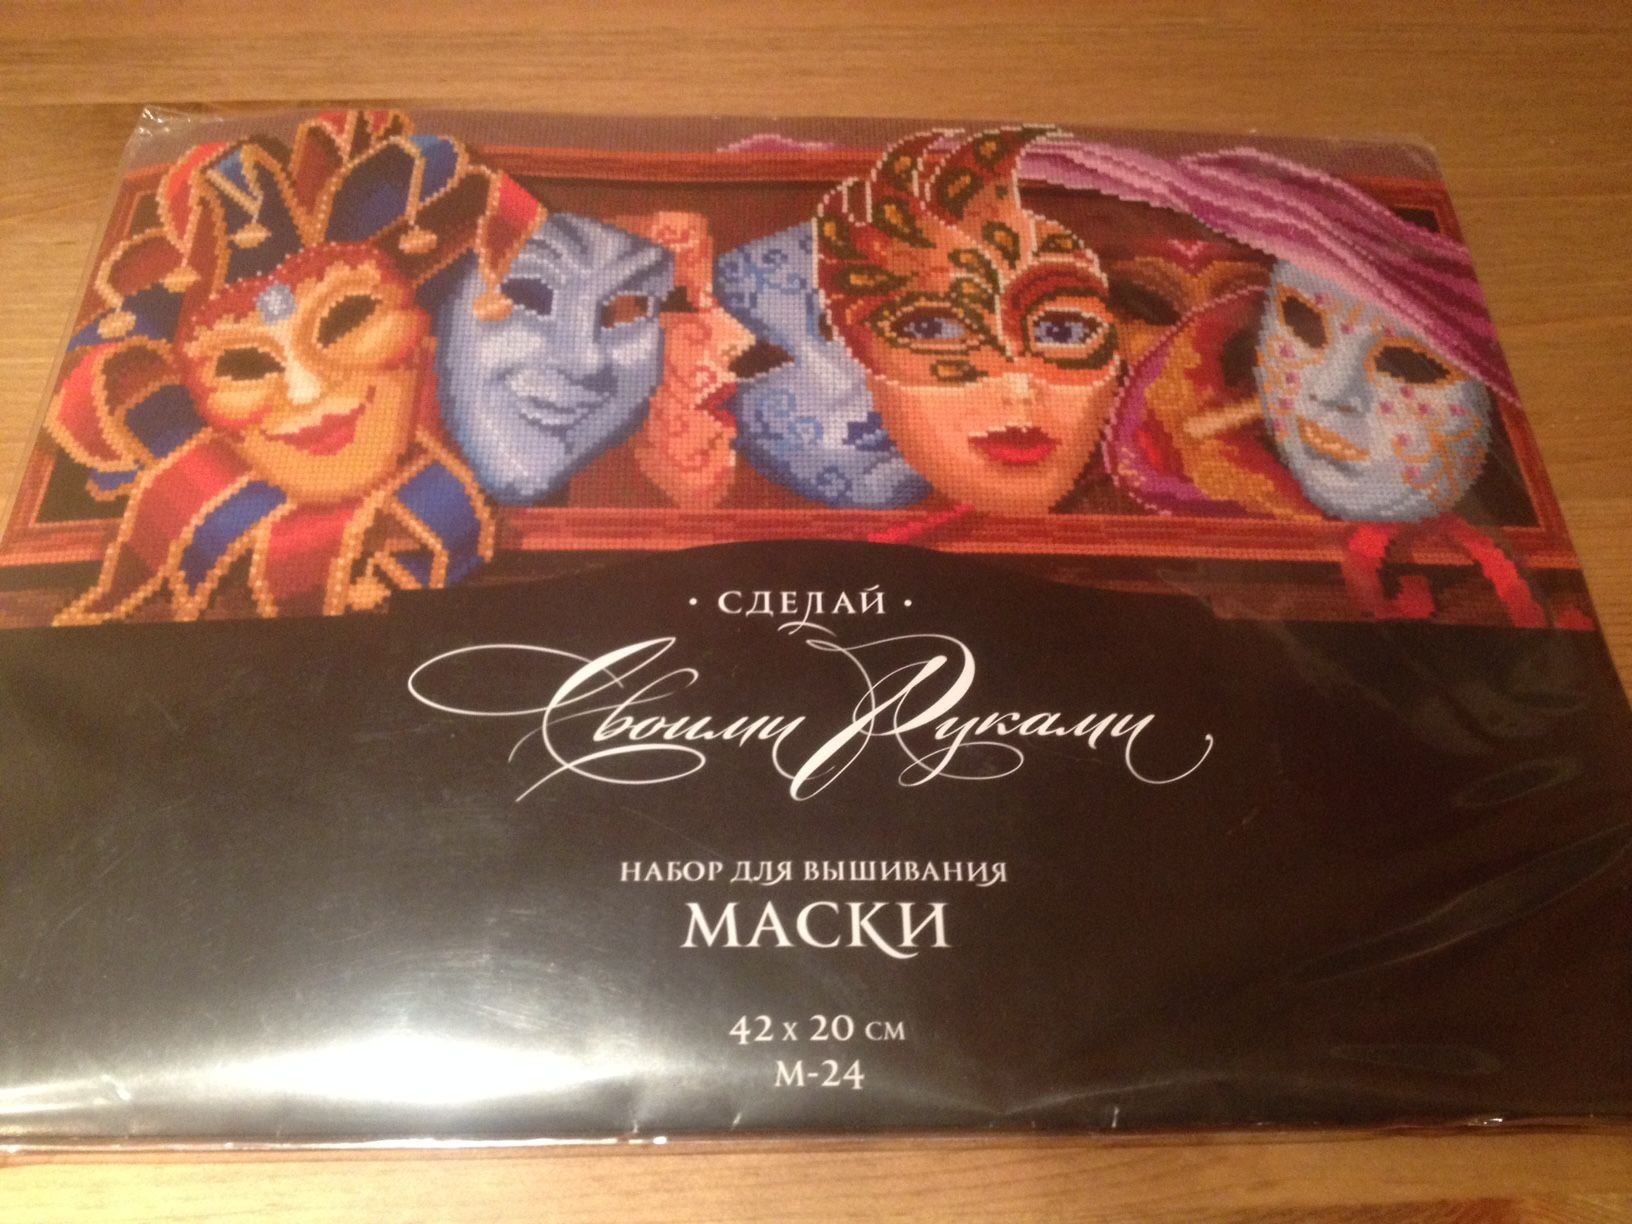 · СДЕЛАЙ ·
Своими Руками
НАБОР ДЛЯ ВЫШИВАНИЯ
МАСКИ
42 х 20 см
М-24